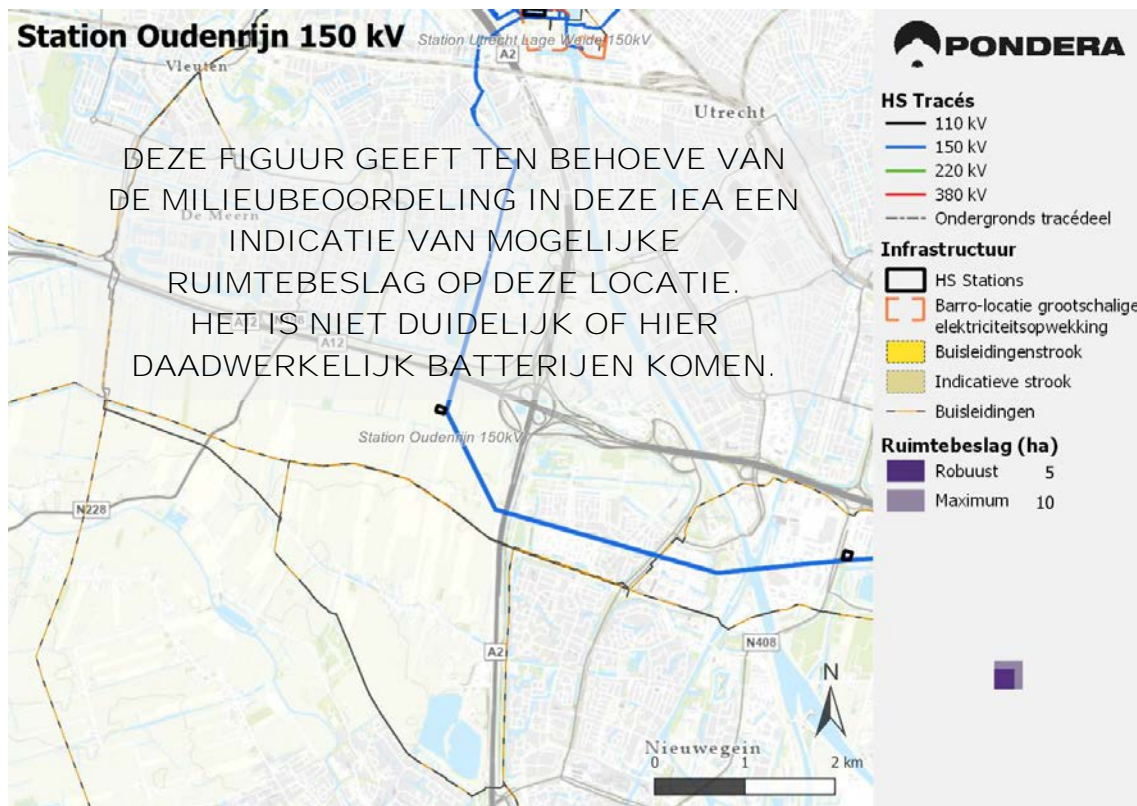 Station Oudenrijn 150 kV
Station Utrecht Lage Weide 150kV
A2
Vleuten
Utrecht
DEZE FIGUUR GEEFT TEN BEHOEVE VAN
DE MILIEUBEOORDELING IN DEZE IEA EEN
De Meern
INDICATIE VAN MOGELIJKE
RUIMTEBESLAG OP DEZE LOCATIE.
HET IS NIET DUIDELIJK OF HIER
A12
A12
DAADWERKELIJK BATTERIJEN KOMEN.
Station Oudenrijn 150kV
N228
A2
N408
N
Nieuwegein
0 1 2 km
PONDERA
HS Tracés
110 kV
150 kV
220 kV
380 kV
Ondergronds tracédeel
Infrastructuur
HS Stations
Barro-locatie grootschalige
elektriciteitsopwekking
Buisleidingenstrook
Indicatieve strook
Buisleidingen
Ruimtebeslag (ha)
Robuust 5
Maximum 10